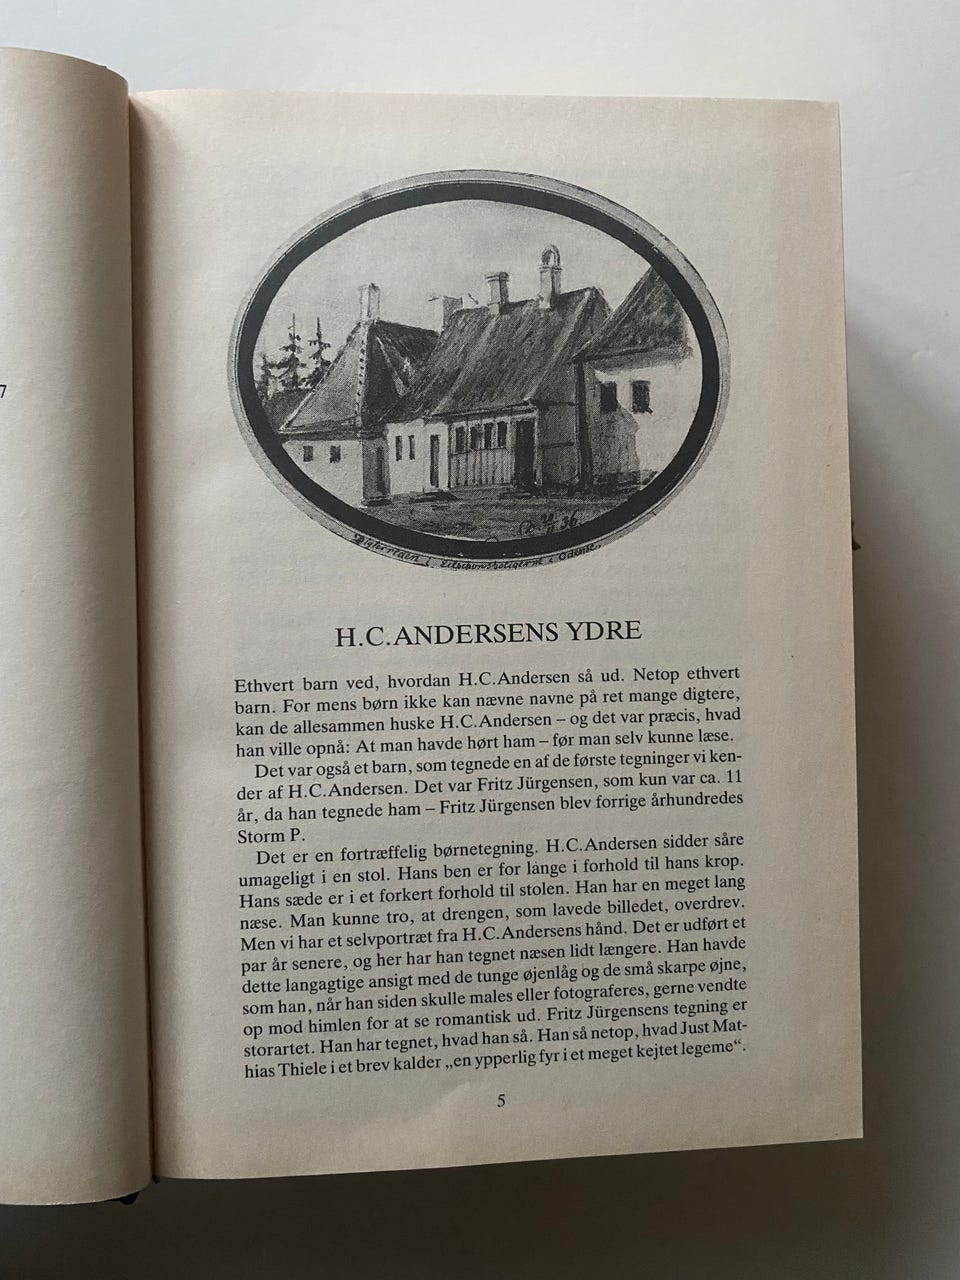 7
20
11 36
i Odense.
H.C.ANDERSENS YDRE
Ethvert barn ved, hvordan H.C.Andersen så ud. Netop ethvert
barn. For mens børn ikke kan nævne navne på ret mange digtere,
kan de allesammen huske H.C.Andersen – og det var præcis, hvad
han ville opnå: At man havde hørt ham – før man selv kunne læse.
Det var også et barn, som tegnede en af de første tegninger vi ken-
der af H.C.Andersen. Det var Fritz Jürgensen, som kun var ca. 11
år, da han tegnede ham – Fritz Jürgensen blev forrige århundredes
Storm P.
Det er en fortræffelig børnetegning. H.C.Andersen sidder såre
umageligt i en stol. Hans ben er for lange i forhold til hans krop.
Hans sæde er i et forkert forhold til stolen. Han har en meget lang
næse. Man kunne tro, at drengen, som lavede billedet, overdrev.
Men vi har et selvportræt fra H.C.Andersens hånd. Det er udført et
par år senere, og her har han tegnet næsen lidt længere. Han havde
dette langagtige ansigt med de tunge øjenlåg og de små skarpe øjne,
som han, når han siden skulle males eller fotograferes, gerne vendte
op mod himlen for at se romantisk ud. Fritz Jürgensens tegning er
storartet. Han har tegnet, hvad han så. Han så netop, hvad Just Mat-
hias Thiele i et brev kalder „en ypperlig fyr i et meget kejtet legeme“.
5